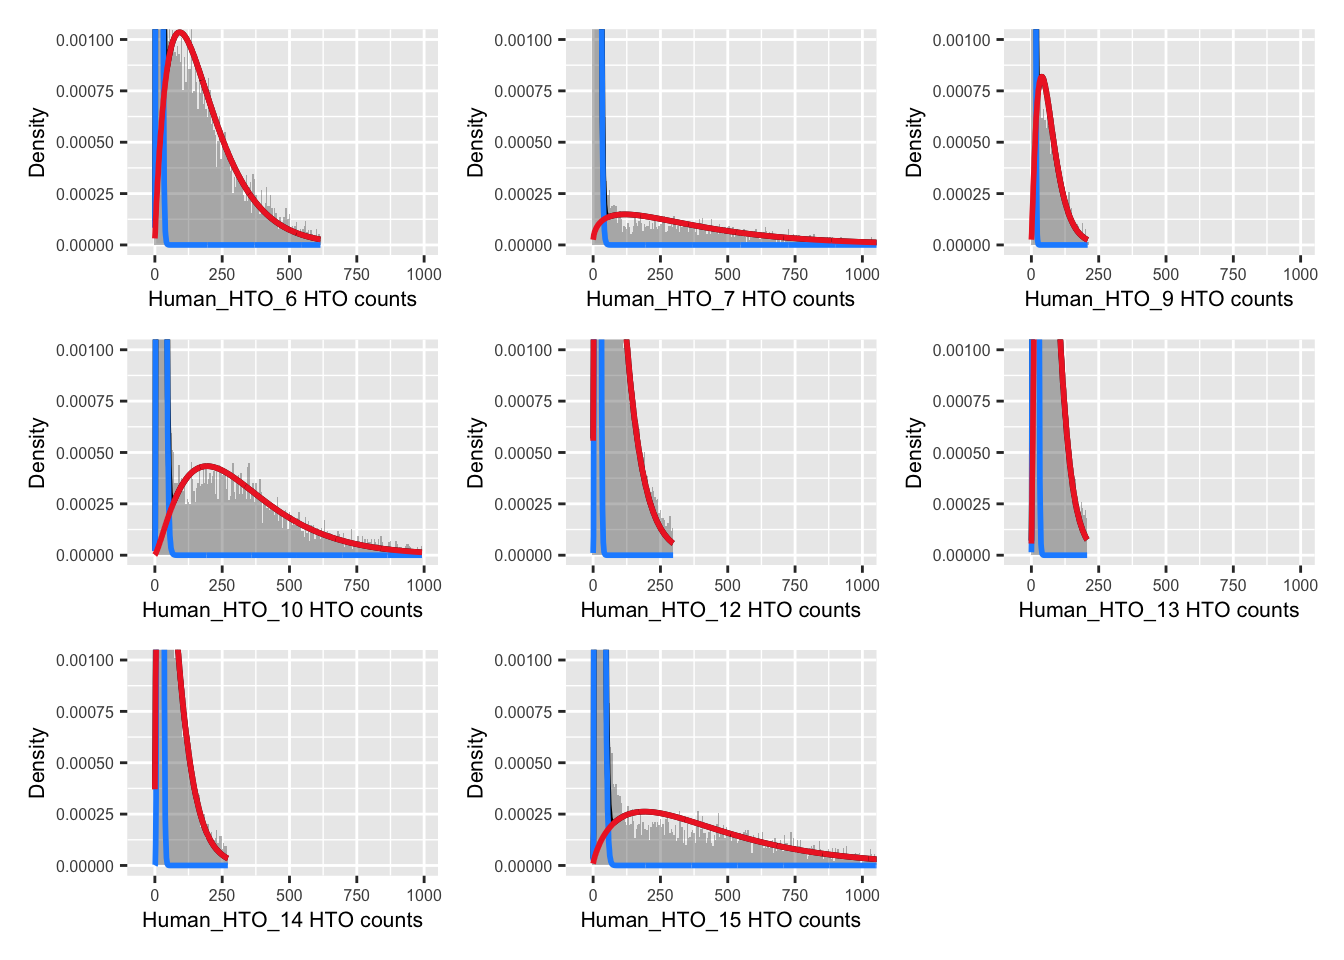 0.00100
0.00075
0.00050
0.00025
0.00000
Density
0 250 500 750 1000
Human_HTO_6 HTO counts
0.00100
0.00075
0.00050
0.00025
0.00000
Density
0 250 500 750 1000
Human_HTO_7 HTO counts
0.00100
0.00075
0.00050
0.00025
0.00000
Density
0 250 500 750 1000
Human_HTO_9 HTO counts
0.00100
0.00075
0.00050
0.00025
0.00000
Density
0 250 500 750 1000
Human_HTO_10 HTO counts
0.00100
0.00075
0.00050
0.00025
0.00000
Density
0 250 500 750 1000
Human_HTO_12 HTO counts
0.00100
0.00075
0.00050
0.00025
0.00000
Density
0 250 500 750 1000
Human_HTO_13 HTO counts
0.00100
0.00075
0.00050
0.00025
0.00000
Density
0 250 500 750 1000
Human_HTO_14 HTO counts
0.00100
0.00075
0.00050
0.00025
0.00000
Density
0 250 500 750 1000
Human_HTO_15 HTO counts